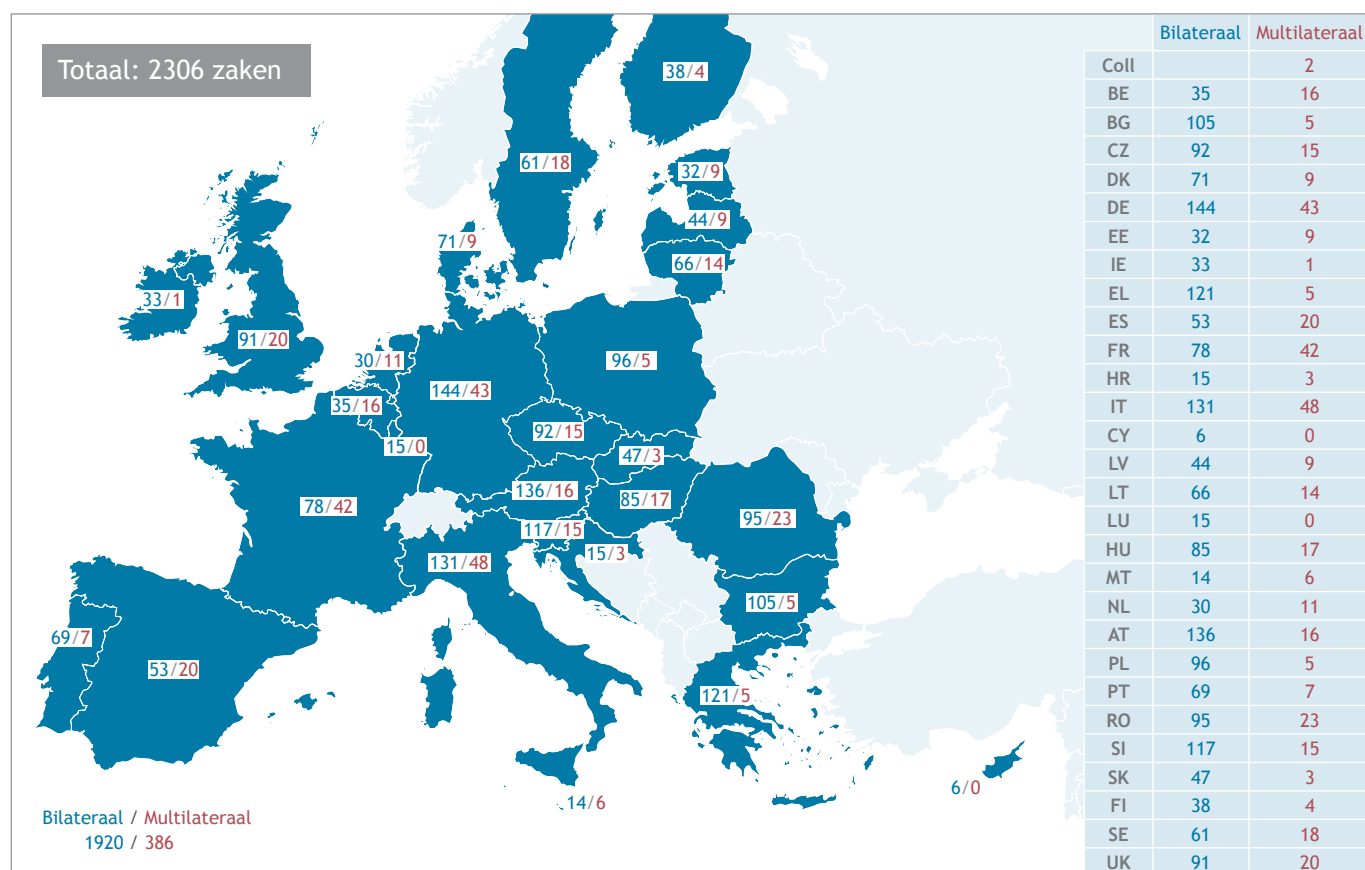 Totaal: 2306 zaken
38/4
61/18
32/9
44/9
71/9
66/14
33/1
91/20
30/11
96/5
144/43
35/16
92/15
15/0
47/3
136/16
85/17
78/42
95/23
117/15
15/3
131/48
105/5
69/7
53/20
121/5
6/0
14/6
Bilateraal / Multilateraal
1920 / 386
Bilateraal Multilateraal
Coll 2
BE 35 16
BG 105 5
CZ 92 15
DK 71 9
DE 144 43
EE 32 9
IE 33 1
EL 121 5
ES 53 20
FR 78 42
HR 15 3
IT 131 48
CY 6 0
LV 44 9
LT 66 14
LU 15 0
HU 85 17
MT 14 6
NL 30 11
AT 136 16
PL 96 5
PT 69 7
RO 95 23
SI 117 15
SK 47 3
FI 38 4
SE 61 18
UK 91 20